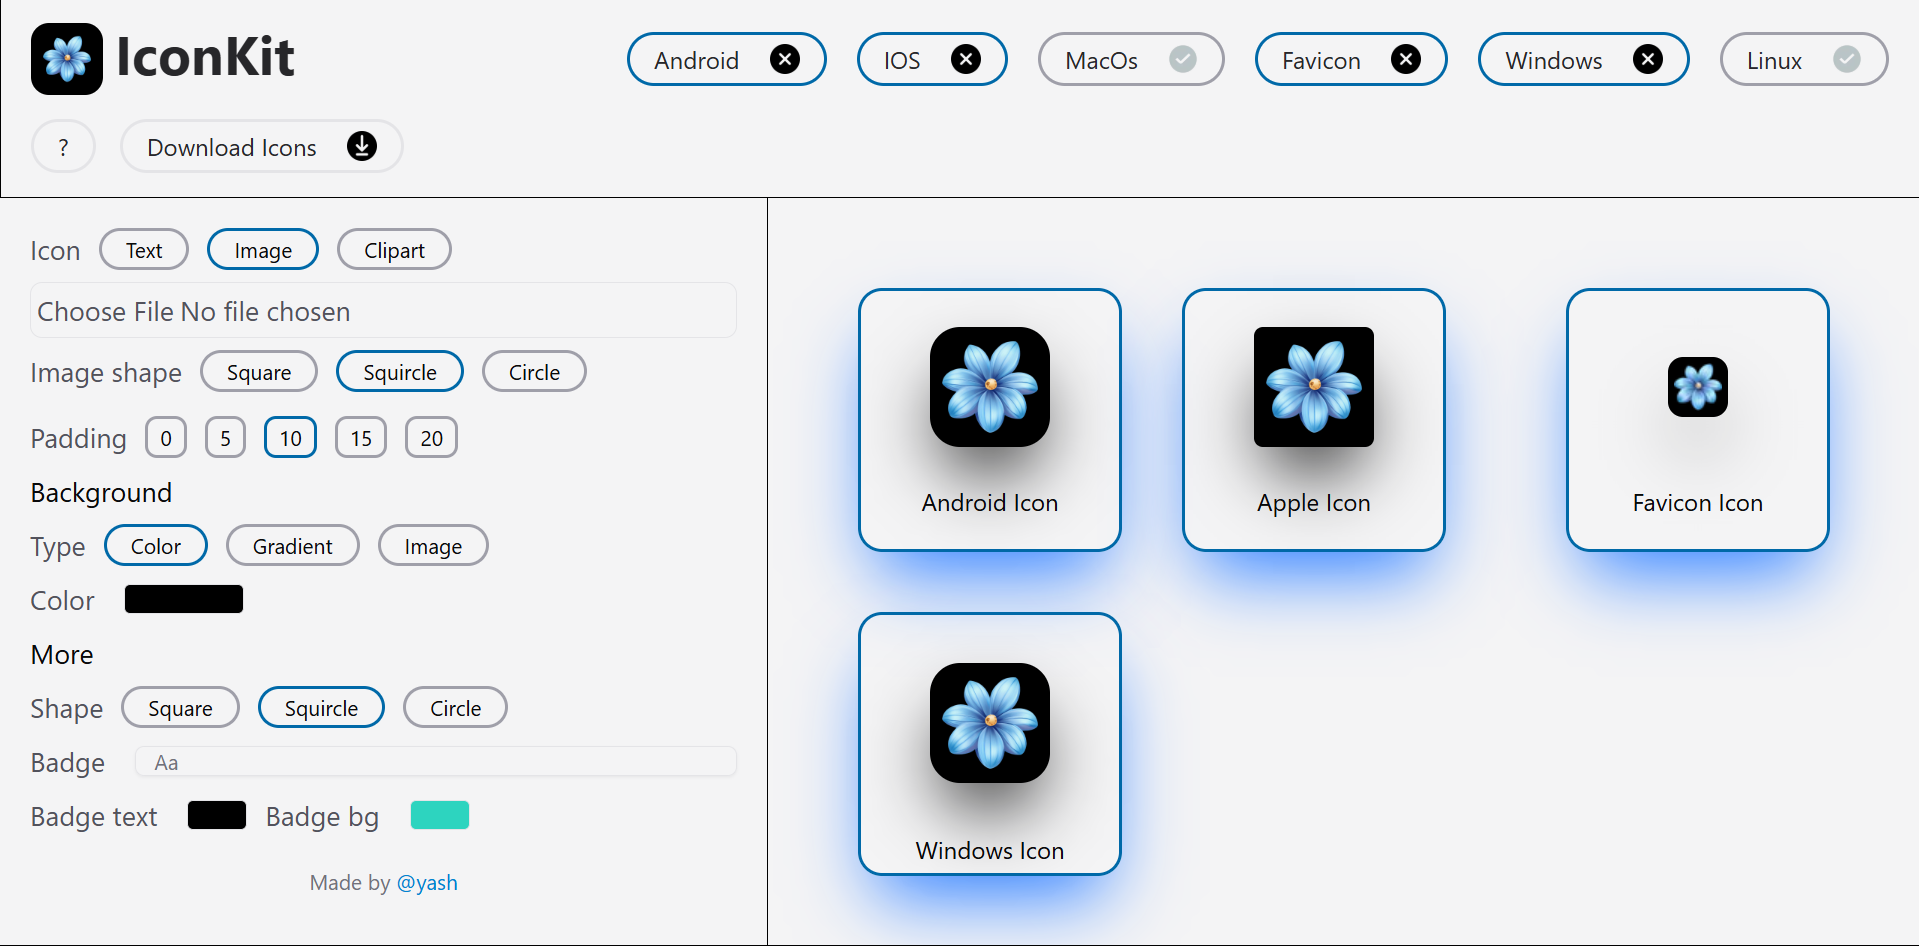 IconKit
Android IOS MacOs Favicon Windows Linux
? Download Icons
Icon Text Image Clipart
Choose File No file chosen
Image shape Square Squircle Circle
Padding 0 5 10 15 20
Background
Type Color Gradient Image
Color
More
Shape Square Squircle Circle
Badge Aa
Badge text Badge bg
Made by @yash
Android Icon Apple Icon Favicon Icon
Windows Icon